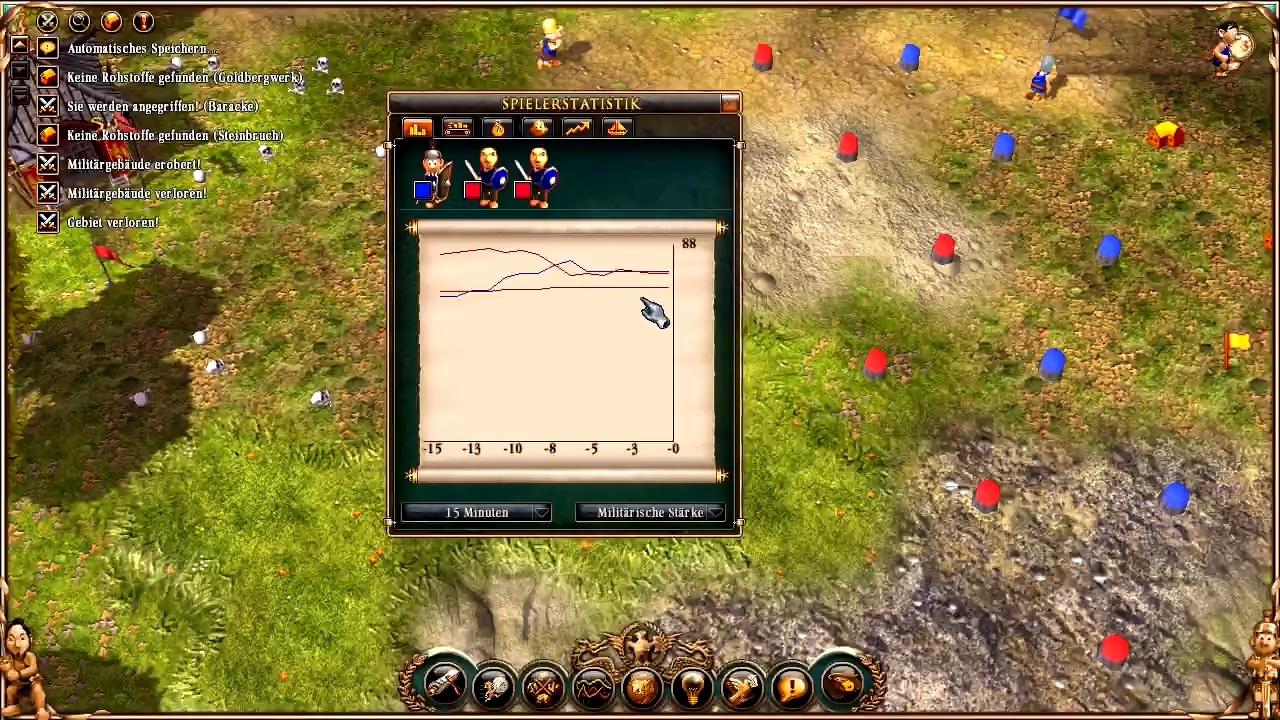 Automatisches Speichern...
Keine Rohstoffe gefunden (Goldbergwerk)
Sie werden angegriffen! (Baracke)
Keine Rohstoffe gefunden (Steinbruch)
Militärgebäude erobert!
Militärgebäude verloren!
Gebiet verloren!
SPIELERSTATISTIK
88
-15 -13 -10 -8 -5 -3 -0
15 Minuten
Militärische Stärke